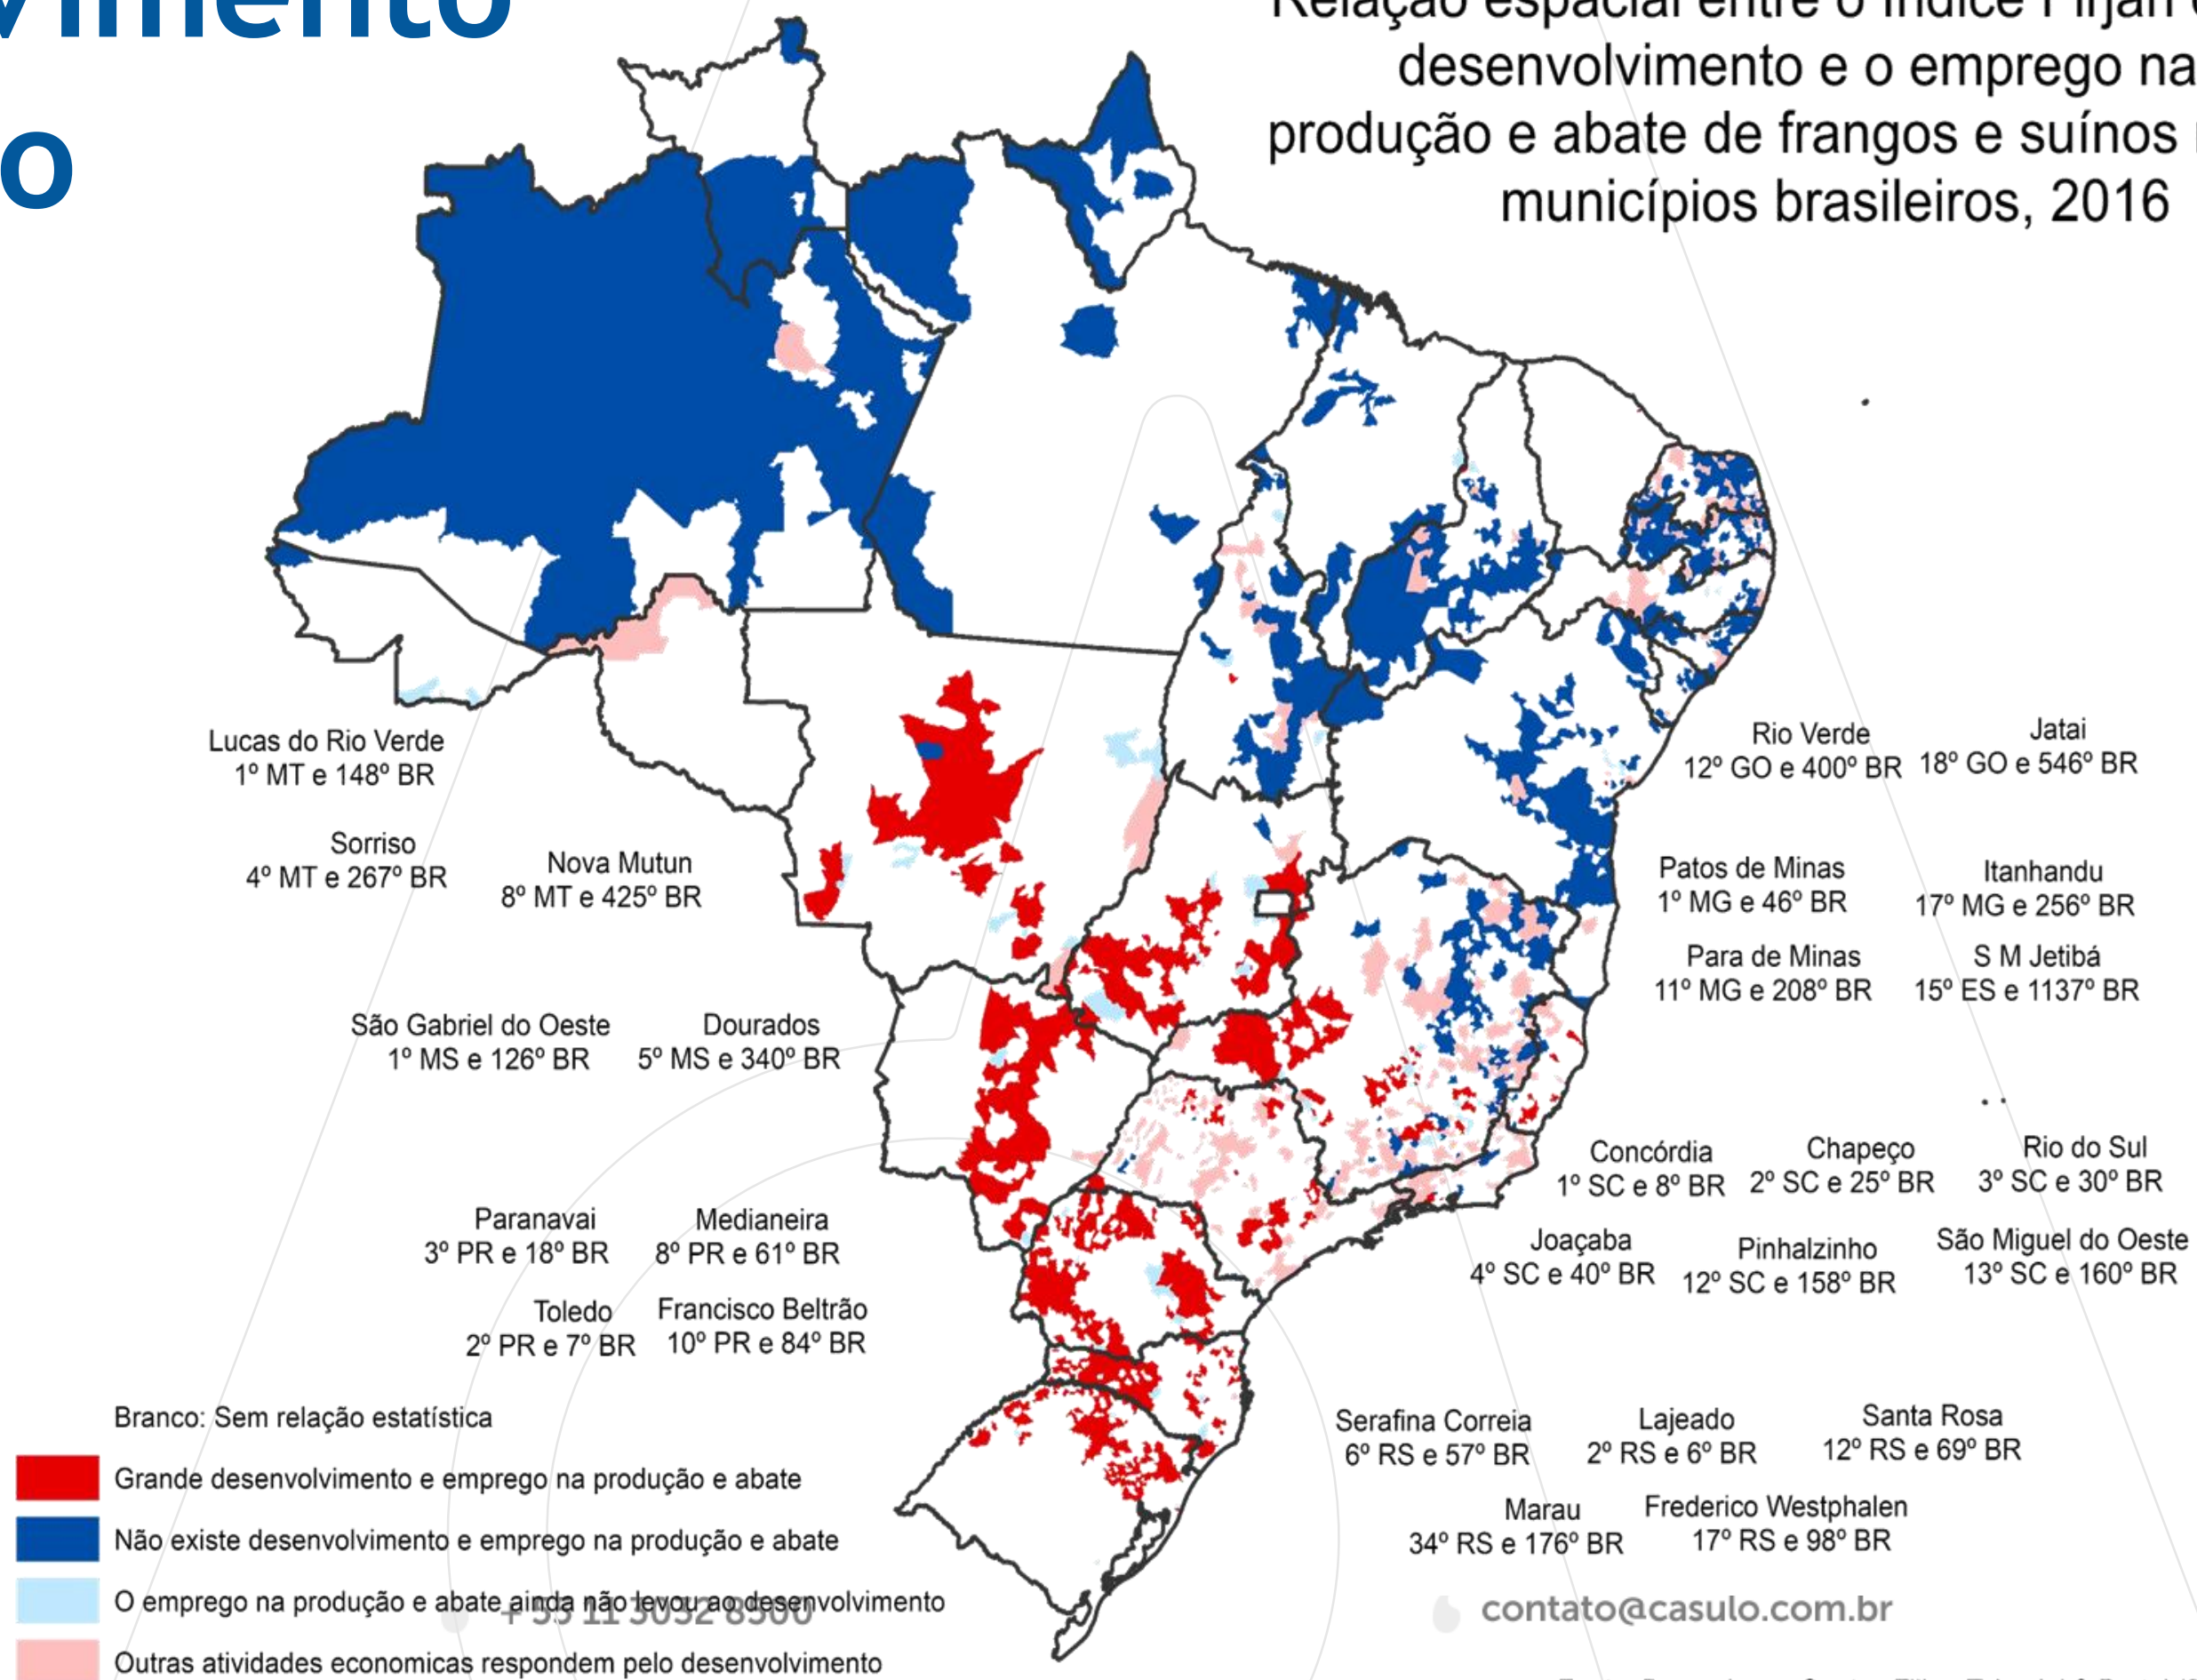 o
Relação espacial entre o Índice Firjan
desenvolvimento e o emprego na
produção e abate de frangos e suínos
municípios brasileiros, 2016
Lucas do Rio Verde
1º MT e 148º BR
Sorriso
4º MT e 267º BR
Nova Mutun
8º MT e 425º BR
São Gabriel do Oeste
1º MS e 126º BR
Dourados
5º MS e 340º BR
Paranavai
3º PR e 18º BR
Medianeira
8º PR e 61º BR
Toledo
2º PR e 7º BR
Francisco Beltrão
10º PR e 84º BR
Rio Verde
12º GO e 400º BR
Jatai
18º GO e 546º BR
Patos de Minas
1º MG e 46º BR
Itanhandu
17º MG e 256º BR
Para de Minas
11º MG e 208º BR
S M Jetibá
15º ES e 1137º BR
Concórdia
1º SC e 8º BR
Chapeço
2º SC e 25º BR
Rio do Sul
3º SC e 30º BR
Joaçaba
4º SC e 40º BR
Pinhalzinho
12º SC e 158º BR
São Miguel do Oeste
13º SC e 160º BR
Serafina Correia
6º RS e 57º BR
Lajeado
2º RS e 6º BR
Santa Rosa
12º RS e 69º BR
Marau
34º RS e 176º BR
Frederico Westphalen
17º RS e 98º BR
Branco: Sem relação estatística
Grande desenvolvimento e emprego na produção e abate
Não existe desenvolvimento e emprego na produção e abate
O emprego na produção e abate ainda não levou ao desenvolvimento
+ 55 11 3032 8500
Outras atividades economicas respondem pelo desenvolvimento
contato@casulo.com.br